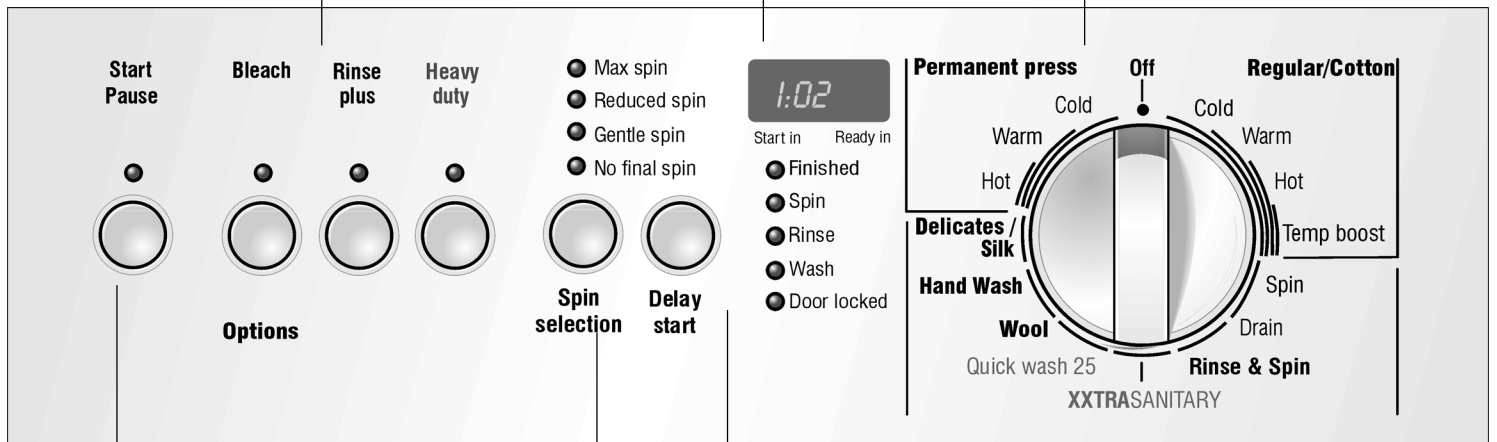 Start
Pause
Bleach
Rinse
plus
Heavy
duty
Options
Max spin
Reduced spin
Gentle spin
No final spin
Spin
selection
Delay
start
1:02
Start in
Ready in
Finished
Spin
Rinse
Wash
Door locked
Permanent press
Off
Regular/Cotton
Cold
Warm
Hot
Delicates /
Silk
Hand Wash
Wool
Quick wash 25
XXTRASANITARY
Cold
Warm
Hot
Temp boost
Spin
Drain
Rinse & Spin